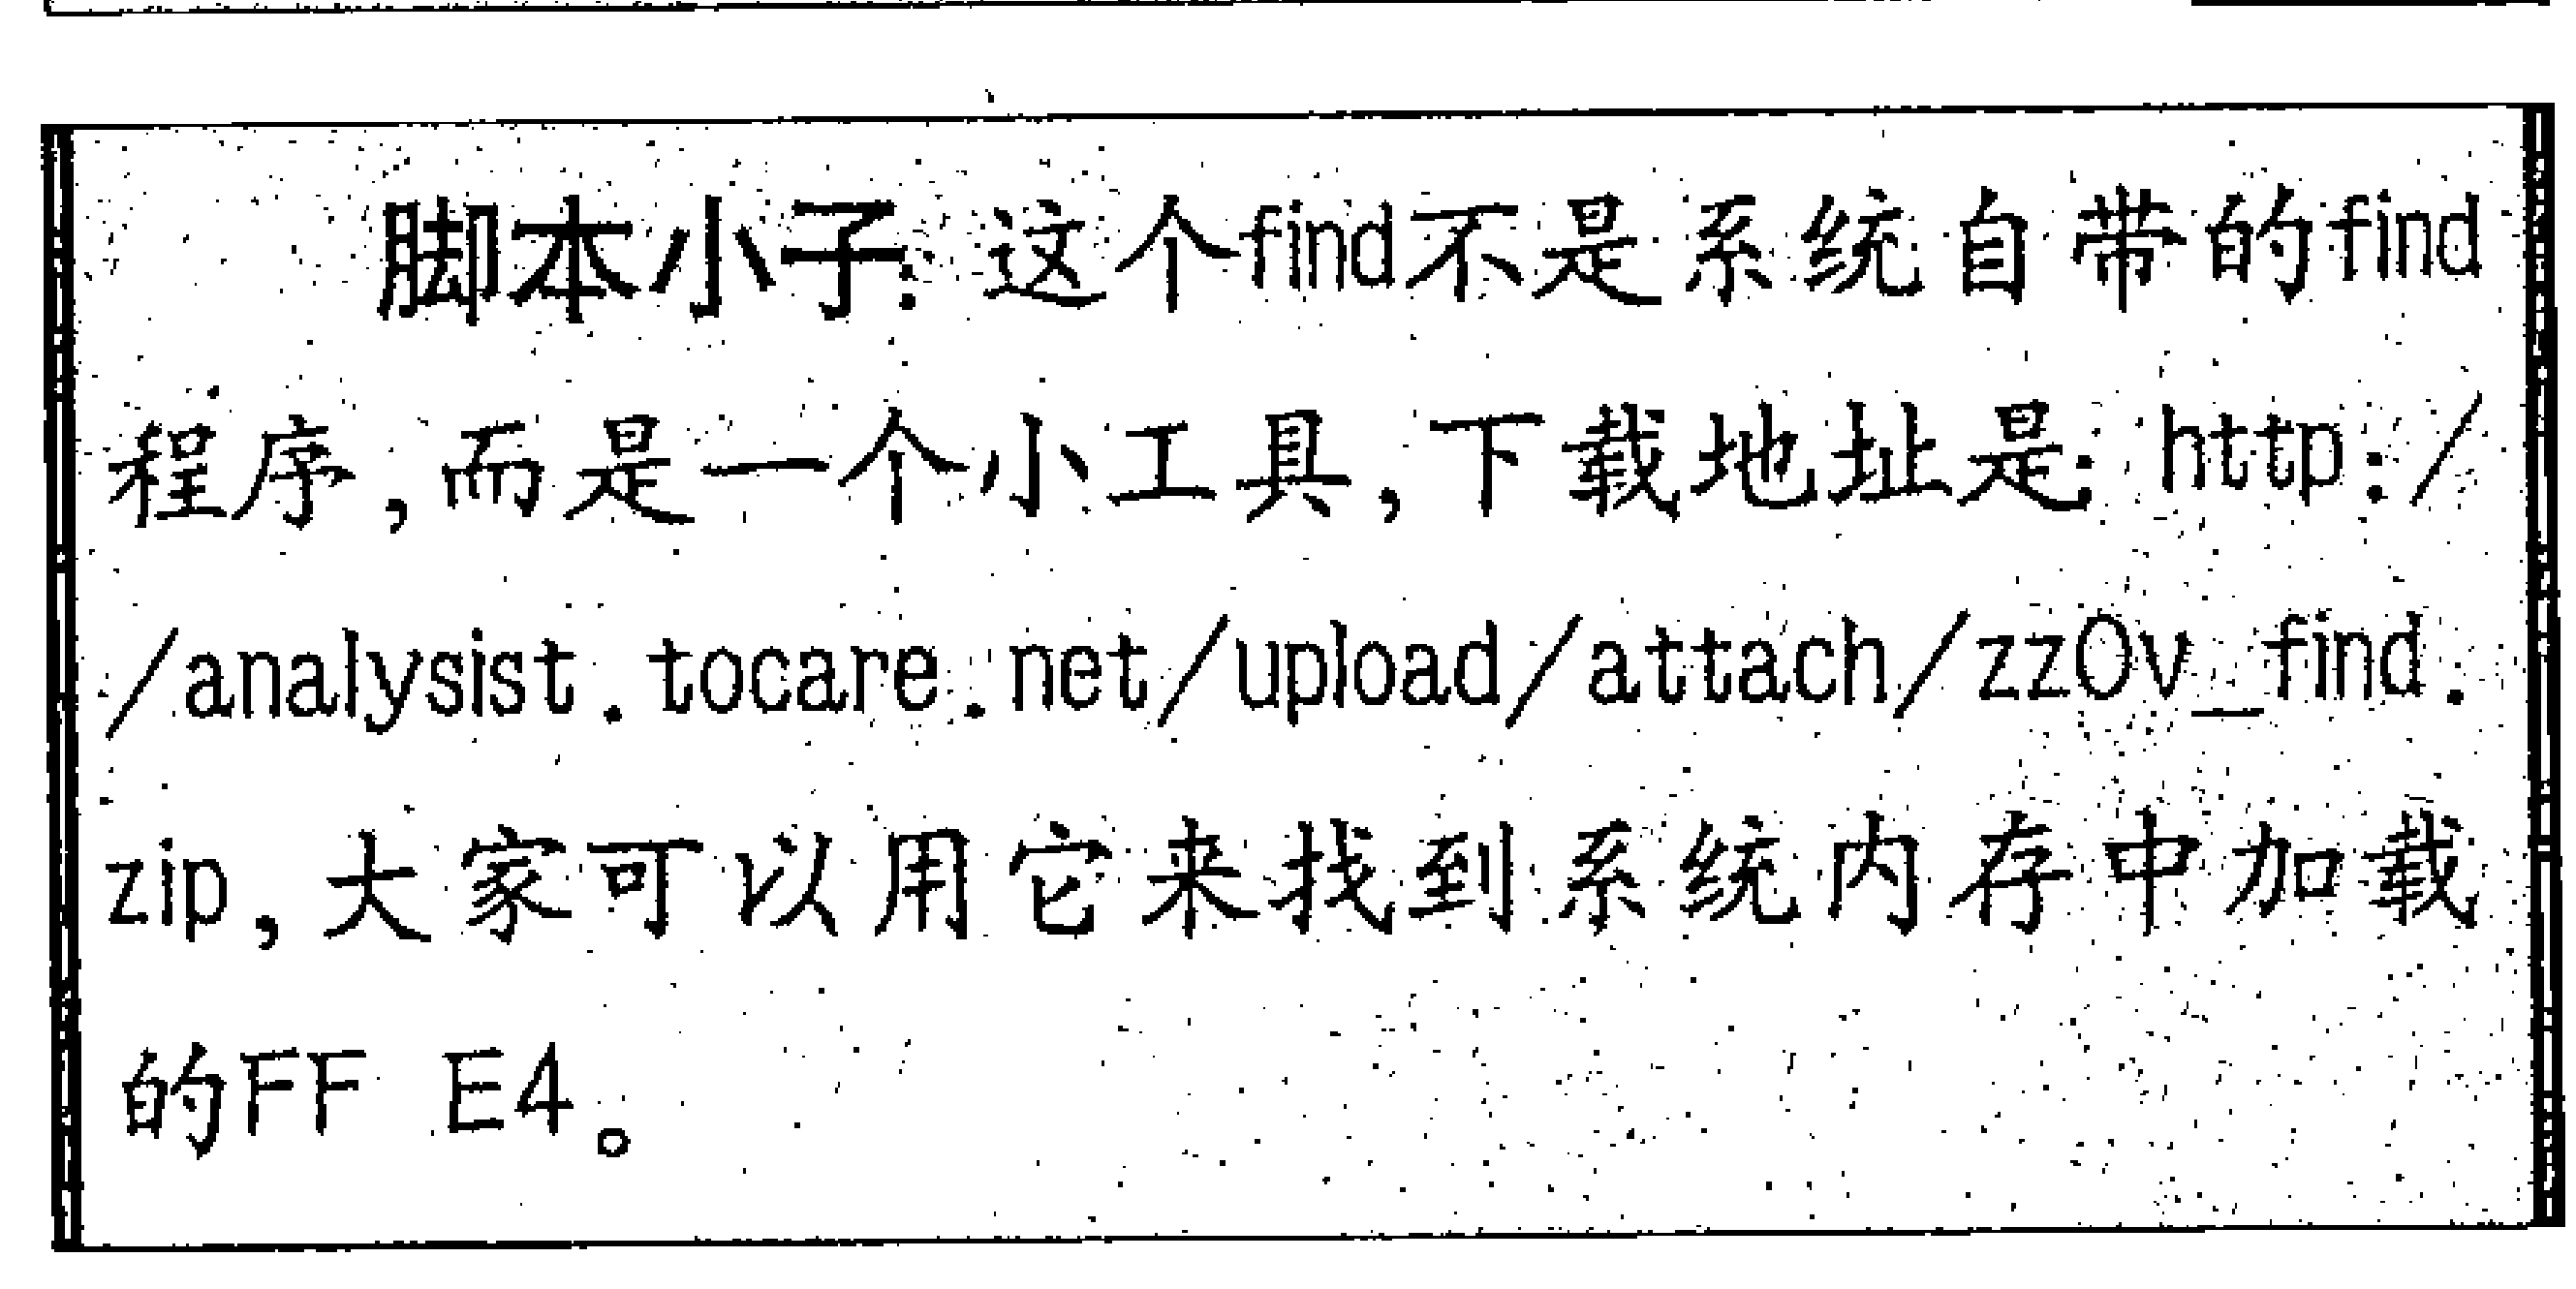 脚本小子：这个find不是系统自带的find
程序，而是一个小工具，下载地址是：http:/
/analysist.tocare.net/upload/attach/zz0v_find.
zip，大家可以用它来找到系统内存中加载
的FF E4。